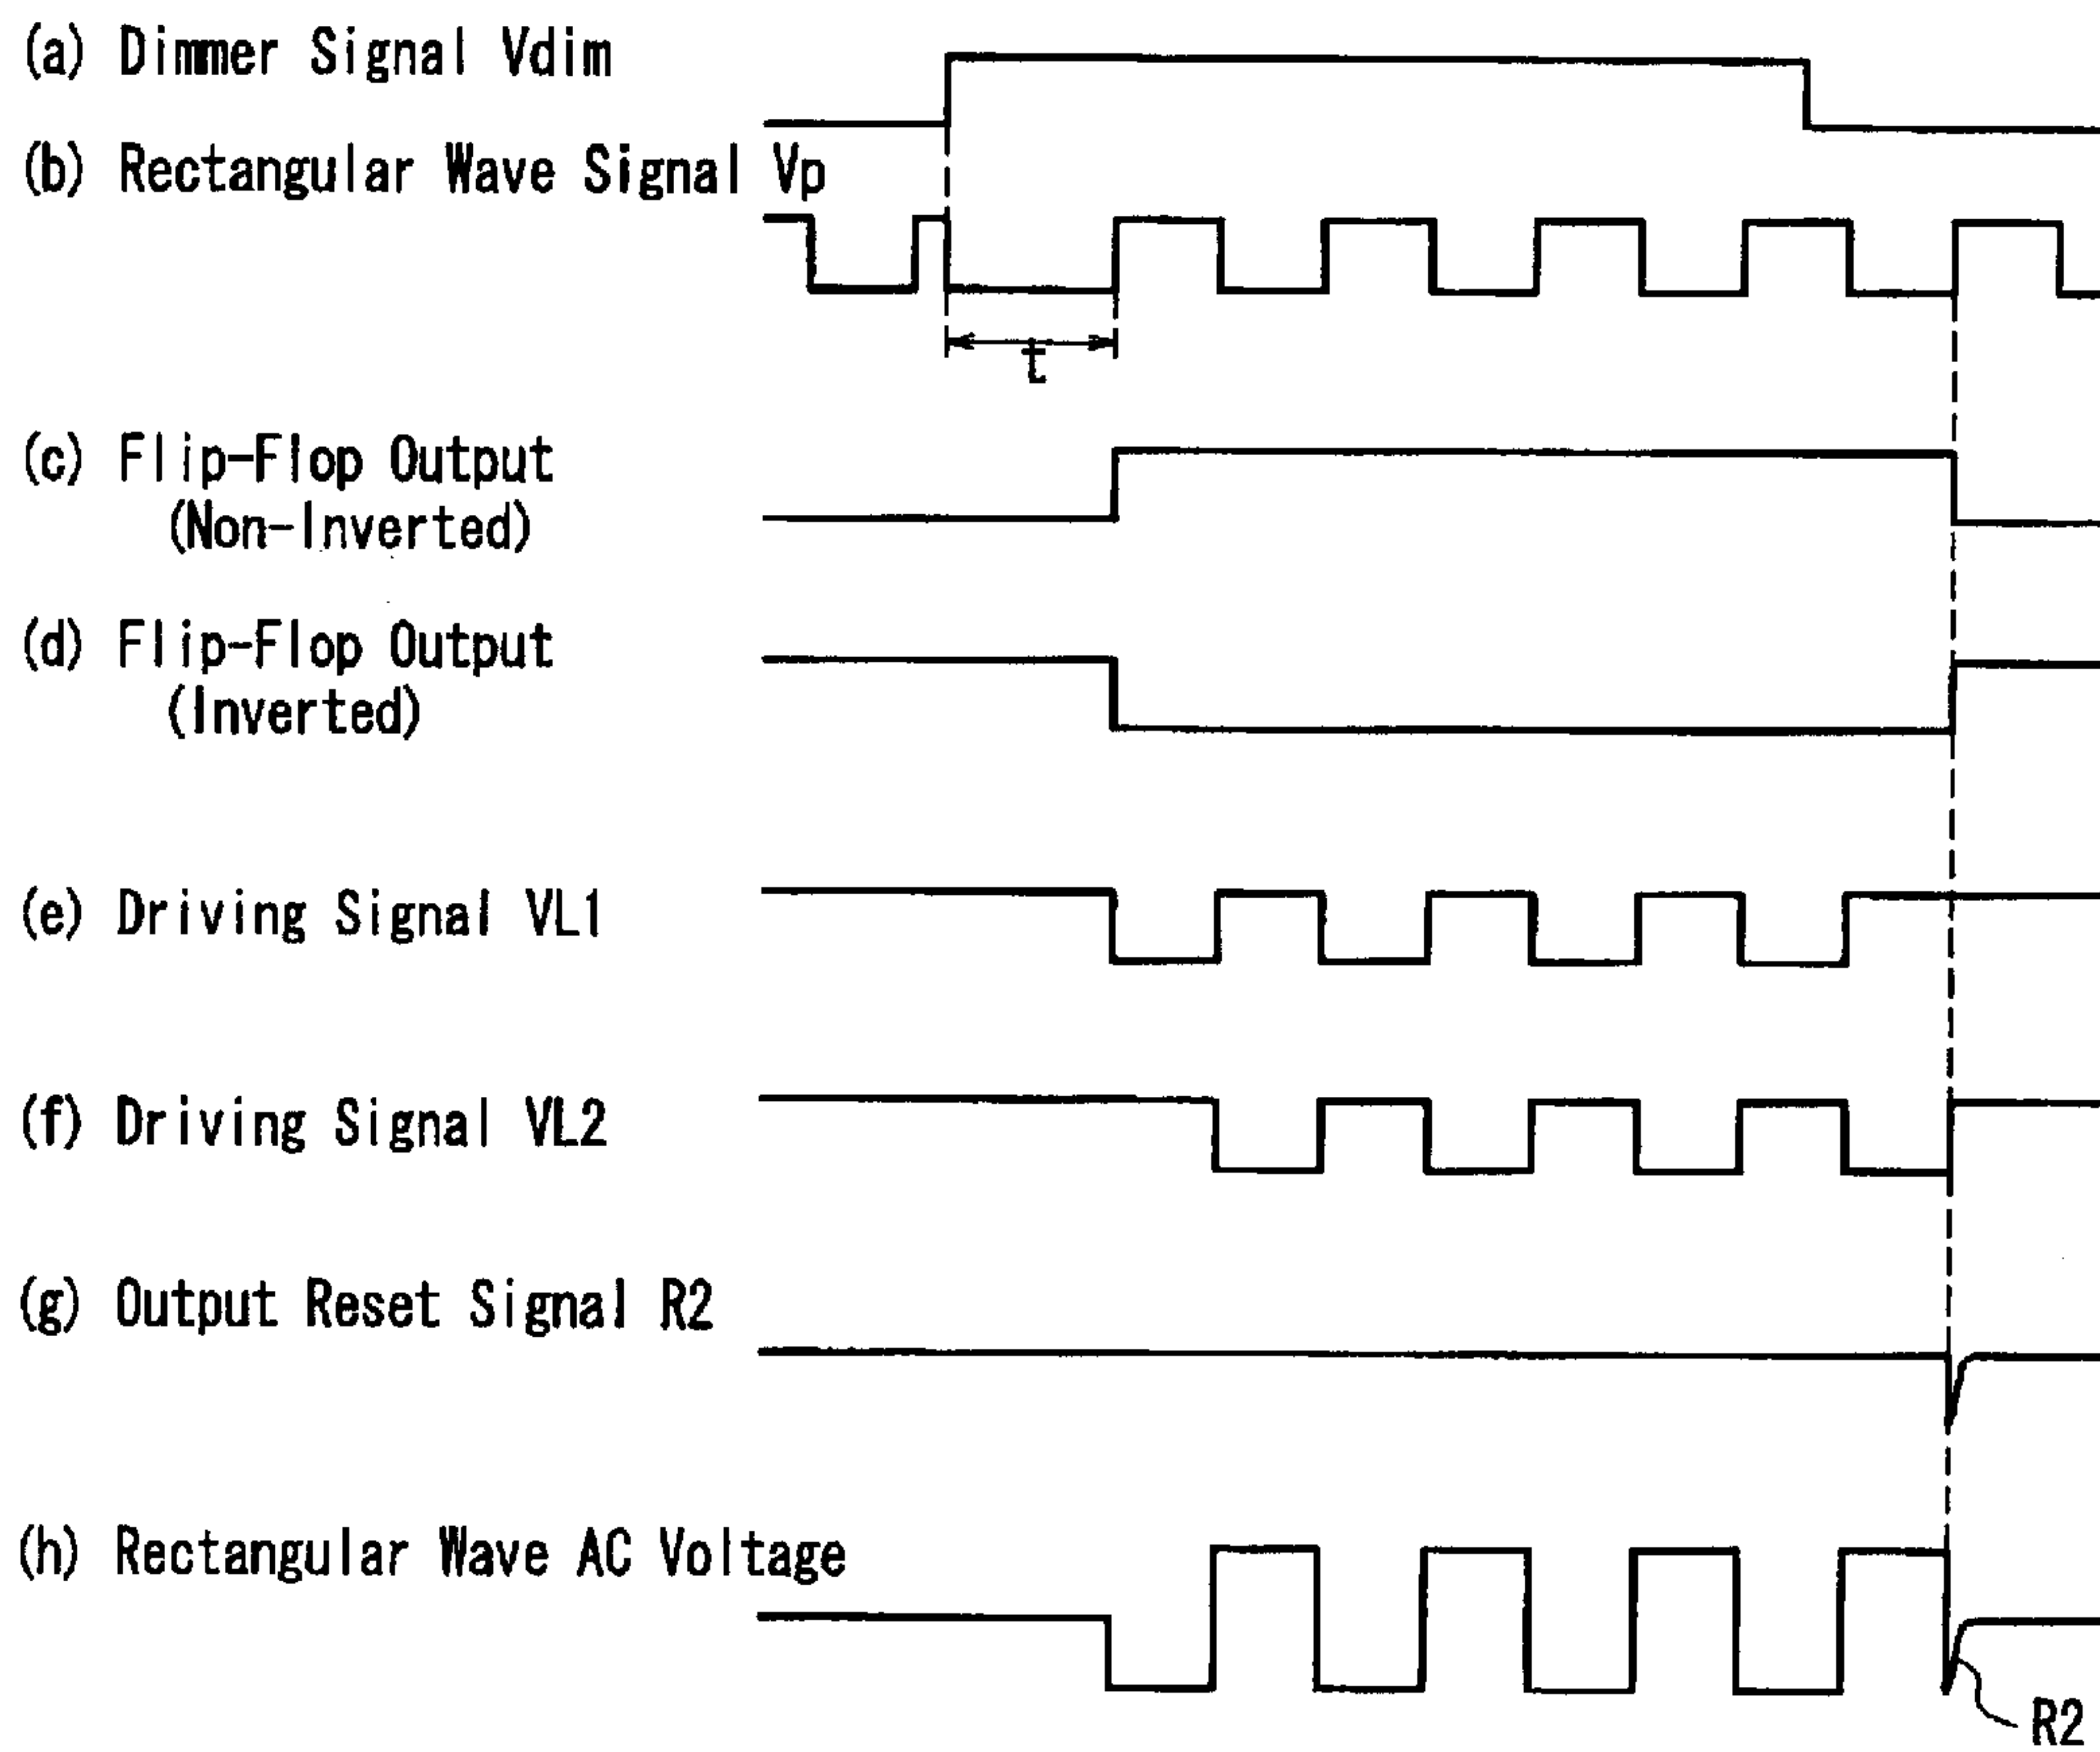 (a) Dimmer Signal Vdim
(b) Rectangular Wave Signal Vp
t
(c) Flip-Flop Output
(Non-Inverted)
(d) Flip-Flop Output
(Inverted)
(e) Driving Signal VL1
(f) Driving Signal VL2
(g) Output Reset Signal R2
(h) Rectangular Wave AC Voltage
R2